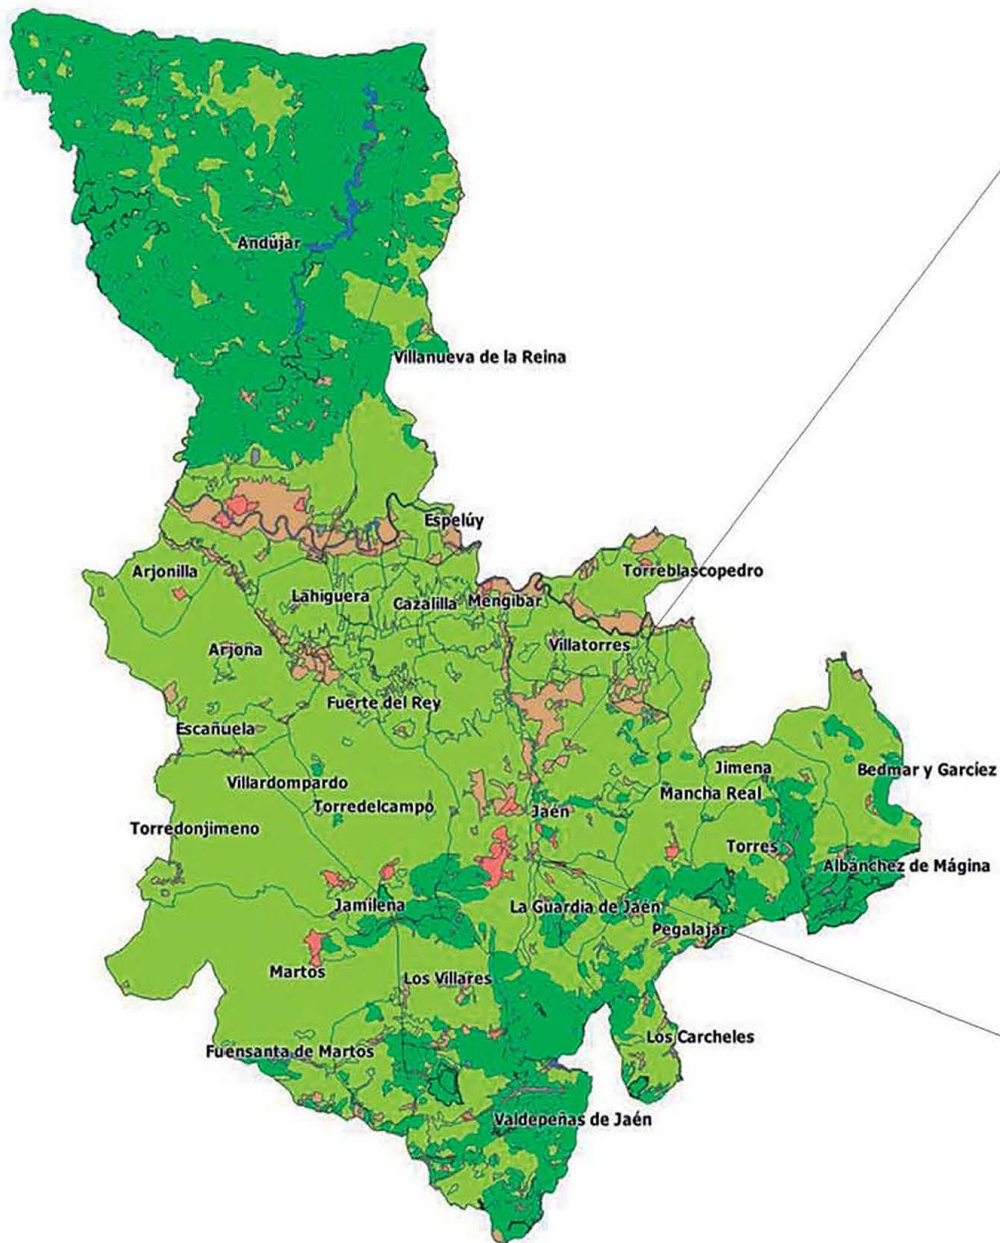 Andújar
Villanueva de la Reina
Espelúy
Arjonilla
Torreblascopedro
Lahiguera
Cazalilla
Mengibar
Villatorres
Arjona
Fuerte del Rey
Escañuela
Jimena
Bedmar y Garcíez
Villardompardo
Mancha Real
Torredelcampo
Jaén
Torredonjimeno
Torres
Albánchez de Mágina
Jamilena
La Guardia de Jaén
Pegalajar
Martos
Los Villares
Los Carcheles
Fuensanta de Martos
Valdepeñas de Jaén